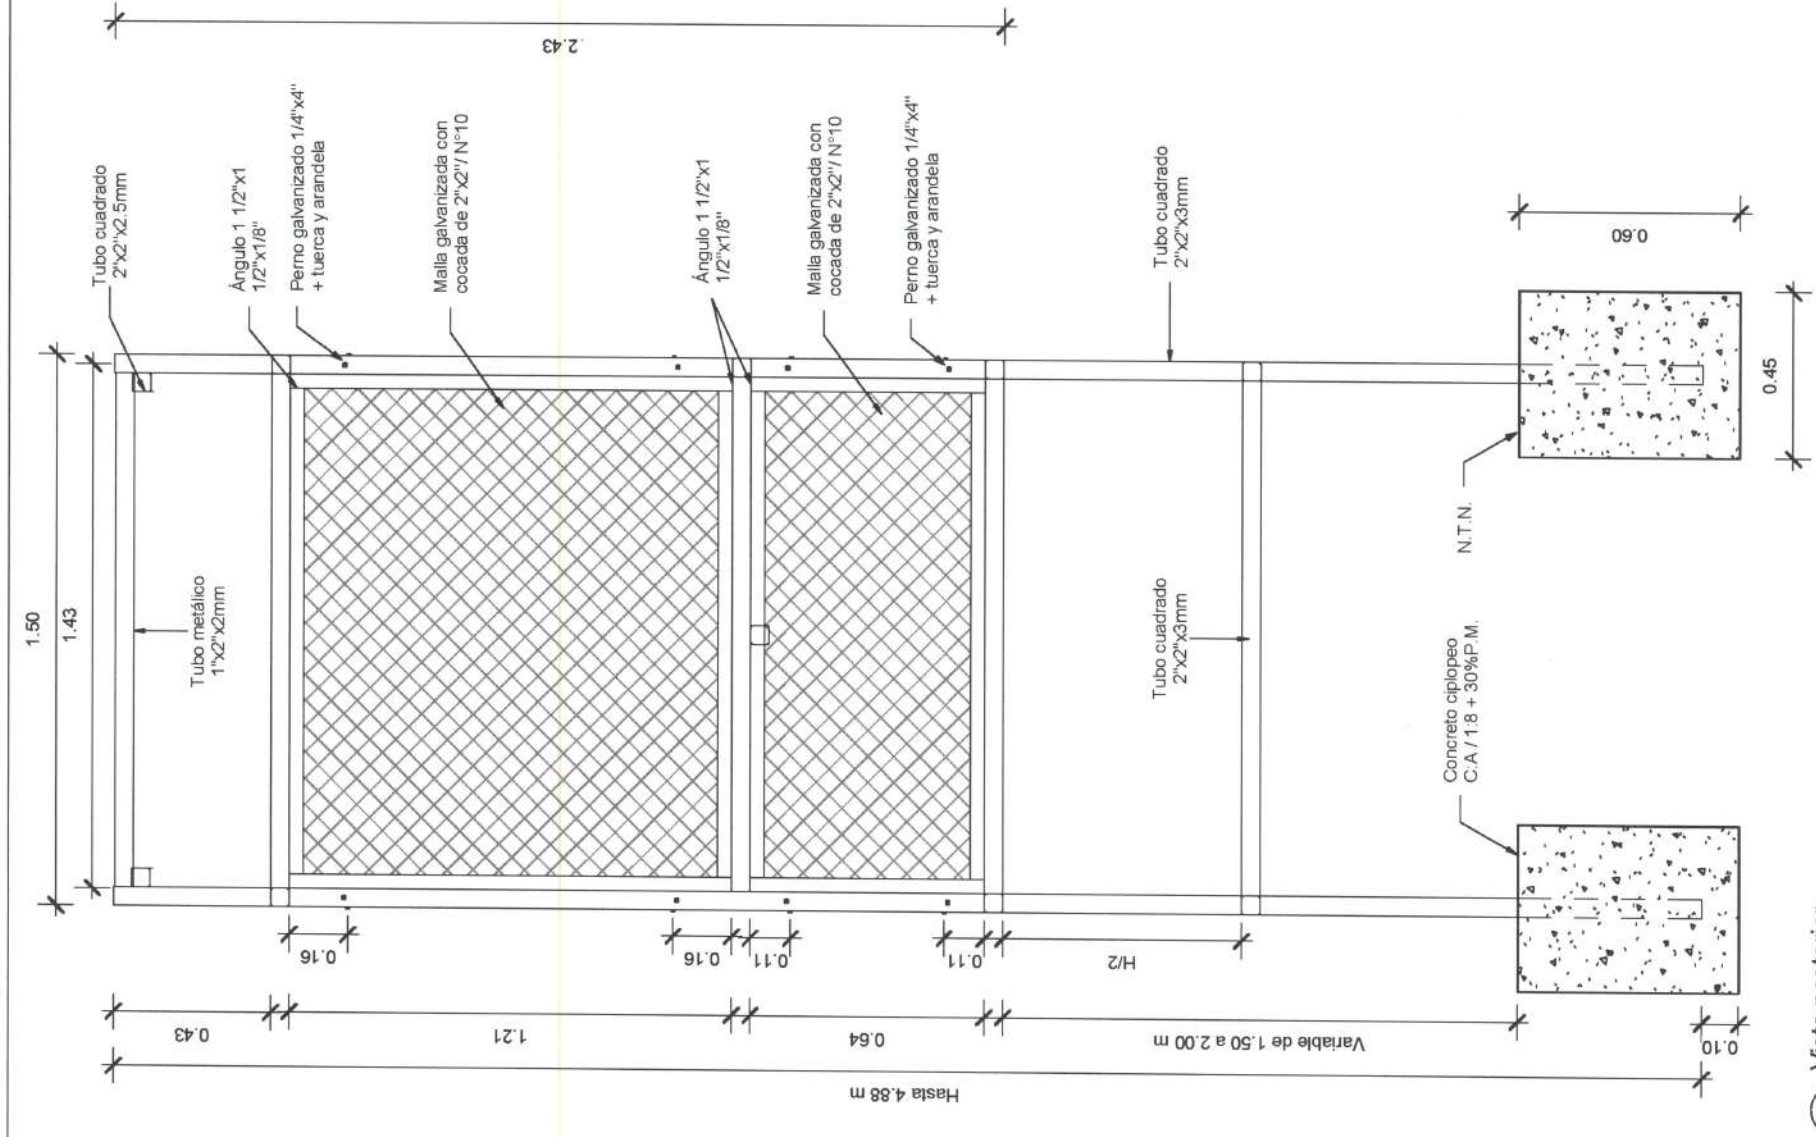 1.50
1.43
2.43
Tubo cuadrado
2"x2"x2.5mm
Ángulo 1 1/2"x1
1/2"x1/8"
Perno galvanizado 1/4"x4"
+ tuerca y arandela
Malla galvanizada con
cocada de 2"x2"/ N°10
Ángulo 1 1/2"x1
1/2"x1/8"
Malla galvanizada con
cocada de 2"x2"/ N°10
Perno galvanizado 1/4"x4"
+ tuerca y arandela
Tubo cuadrado
2"x2"x3mm
0.60
0.45
Tubo metálico
1"x2"x2mm
Tubo cuadrado
2"x2"x3mm
N.T.N.
Concreto ciplopeo
C:A / 1:8 + 30%P.M.
0.16
0.16
0.11
0.11
H/2
0.43
1.21
0.64
Variable de 1.50 a 2.00 m
0.10
Hasta 4.88 m